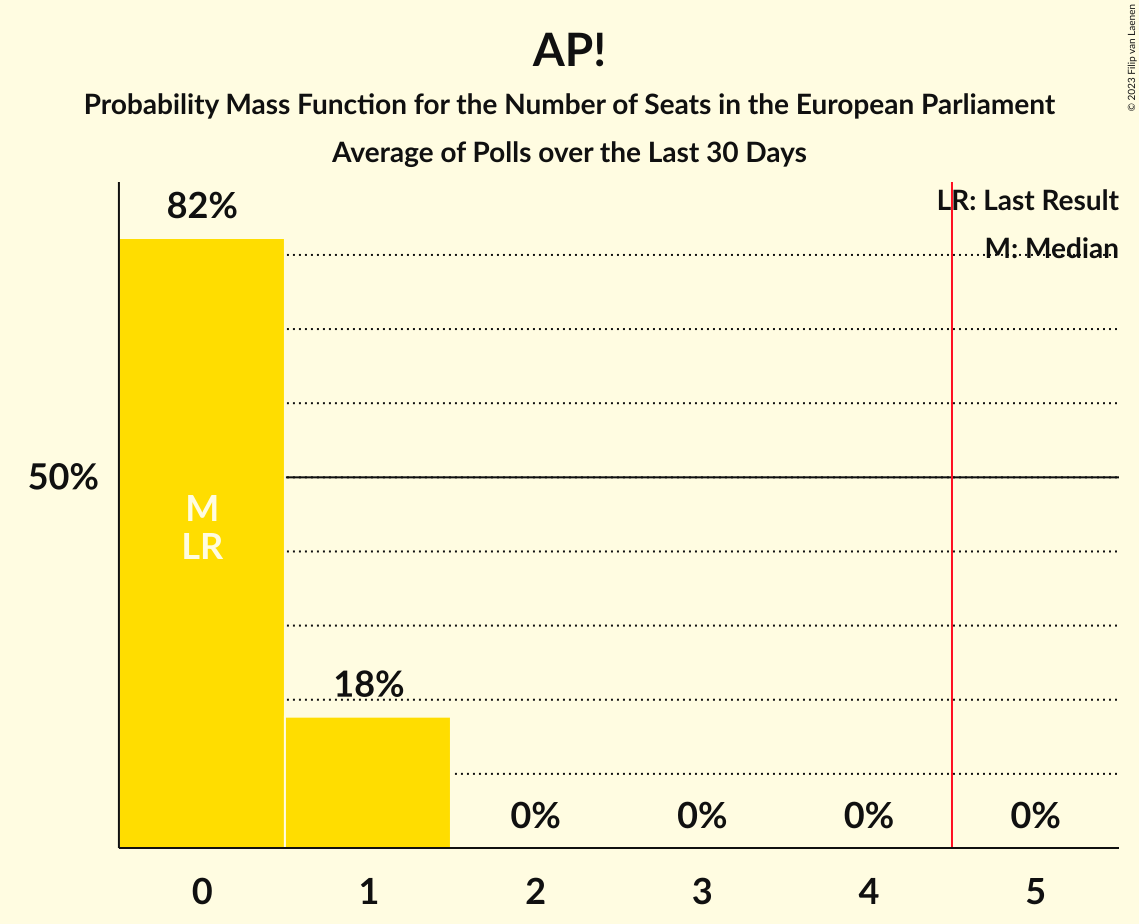 AP!
Probability Mass Function for the Number of Seats in the European Parliament
Average of Polls over the Last 30 Days
© 2023 Filip van Laenen
LR: Last Result
M: Median
82%
50%
M
LR
18%
0%
0%
0%
0%
0
1
2
3
4
5